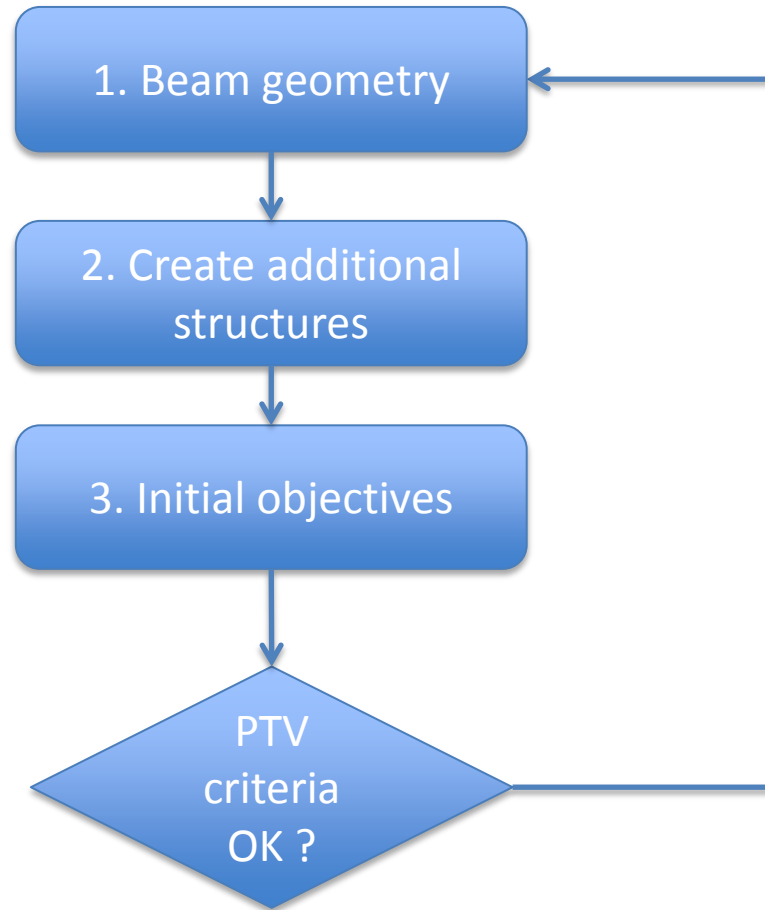 1. Beam geometry
2. Create additional
structures
3. Initial objectives
PTV
criteria
OK ?